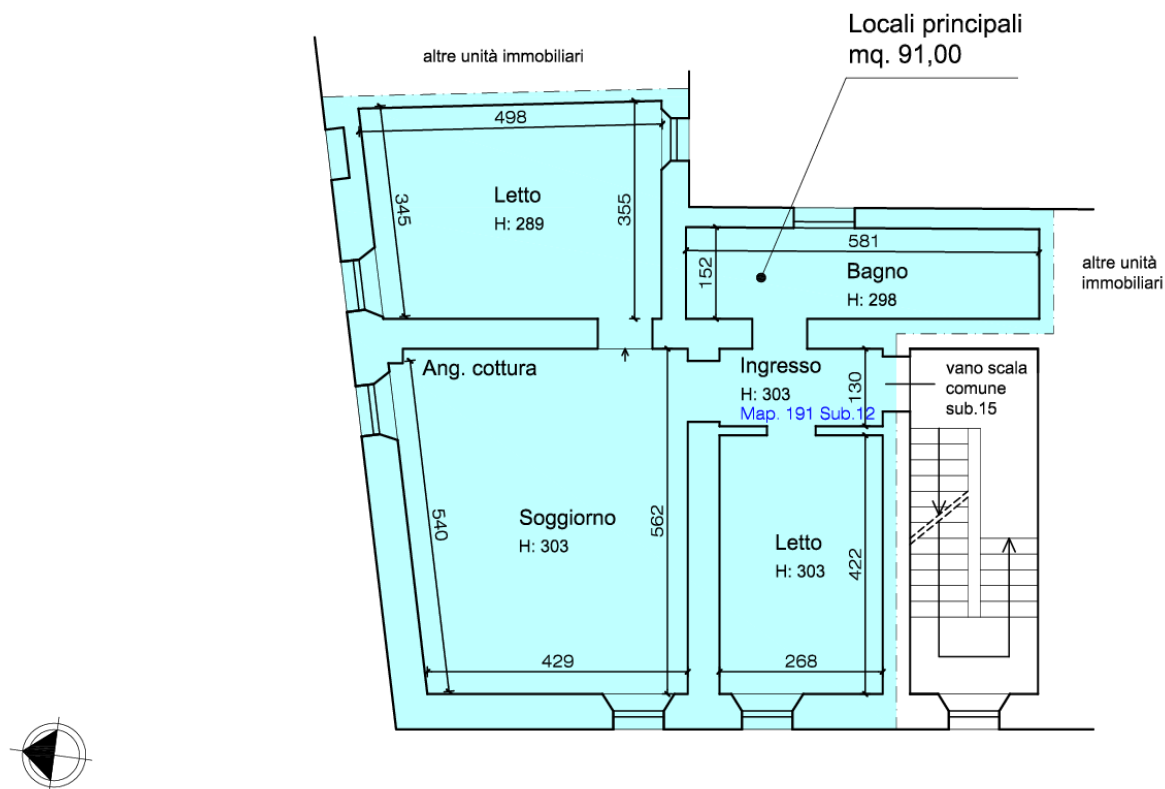 Locali principali
mq. 91,00
altre unità immobiliari
498
Letto
H: 289
345
355
581
152
Bagno
H: 298
altre unità
immobiliari
Ang. cottura
Ingresso
H: 303
Map. 191 Sub.12
130
vano scala
comune
sub.15
540
Soggiorno
H: 303
562
Letto
H: 303
422
429
268